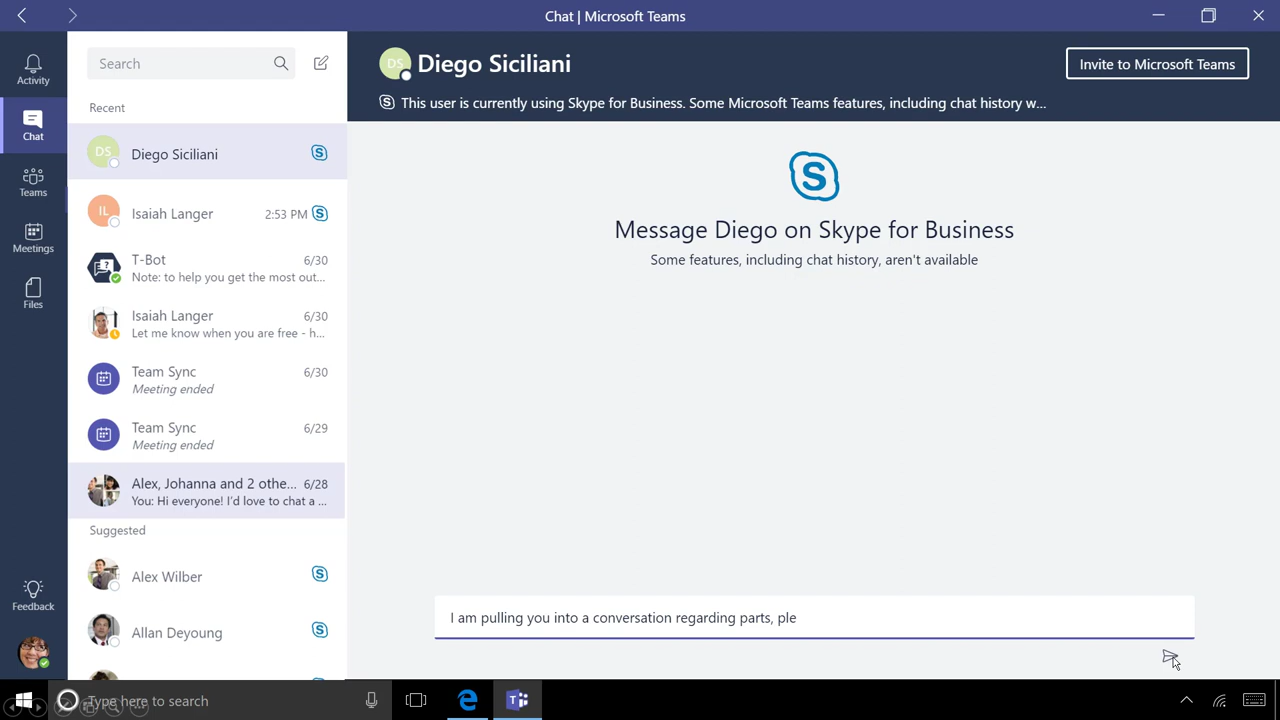 Chat | Microsoft Teams
Activity
Chat
Teams
Meetings
Files
Feedback
Search
Recent
DS Diego Siciliani
IL Isaiah Langer 2:53 PM
T-Bot 6/30
Note: to help you get the most out...
Isaiah Langer 6/30
Let me know when you are free - h...
Team Sync 6/30
Meeting ended
Team Sync 6/29
Meeting ended
Alex, Johanna and 2 othe... 6/28
You: Hi everyone! I'd love to chat a ...
Suggested
Alex Wilber
Allan Deyoung
DS Diego Siciliani
Invite to Microsoft Teams
This user is currently using Skype for Business. Some Microsoft Teams features, including chat history w...
Message Diego on Skype for Business
Some features, including chat history, aren't available
I am pulling you into a conversation regarding parts, ple
Type here to search